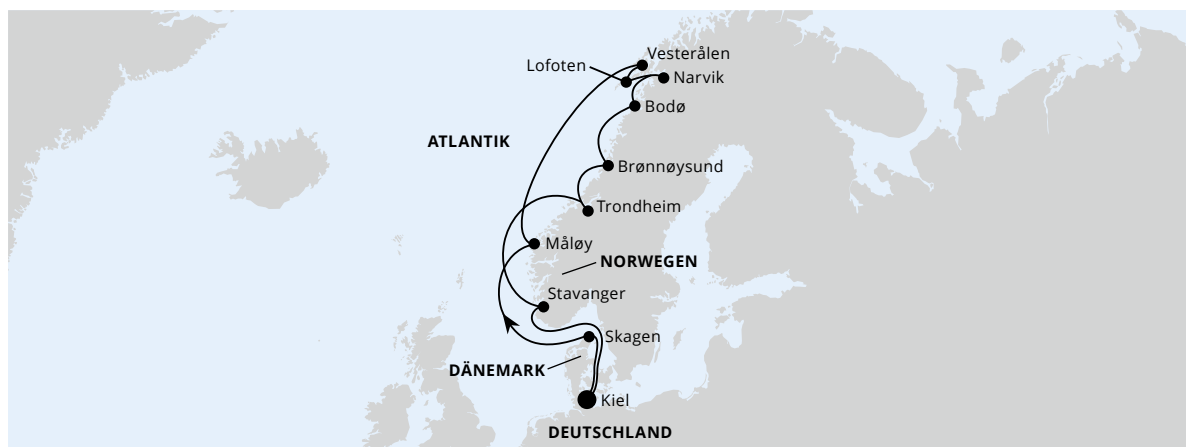 Vesterålen
Lofoten
Narvik
Bodø
ATLANTIK
Brønnøysund
Trondheim
Måløy
NORWEGEN
Stavanger
Skagen
DÄNEMARK
Kiel
DEUTSCHLAND